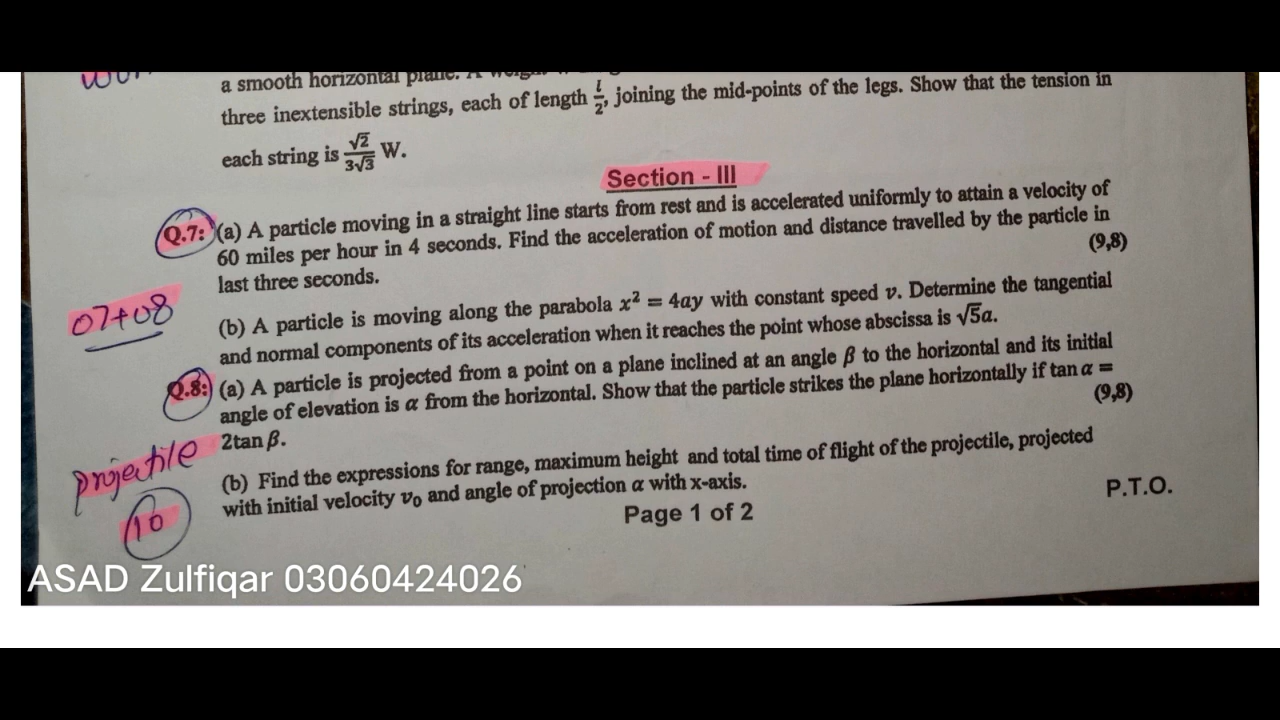 a smooth horizontal plane. A weight
three inextensible strings, each of length l/2, joining the mid-points of the legs. Show that the tension in
each string is √2/3√3 W.
Section - III
Q.7: (a) A particle moving in a straight line starts from rest and is accelerated uniformly to attain a velocity of
60 miles per hour in 4 seconds. Find the acceleration of motion and distance travelled by the particle in
last three seconds. (9,8)
07+08
(b) A particle is moving along the parabola x² = 4ay with constant speed v. Determine the tangential
and normal components of its acceleration when it reaches the point whose abscissa is √5a.
Q.8: (a) A particle is projected from a point on a plane inclined at an angle β to the horizontal and its initial
angle of elevation is α from the horizontal. Show that the particle strikes the plane horizontally if tan α =
2tan β. (9,8)
projectile
10
(b) Find the expressions for range, maximum height and total time of flight of the projectile, projected
with initial velocity v₀ and angle of projection α with x-axis.
P.T.O.
Page 1 of 2
ASAD Zulfiqar 03060424026